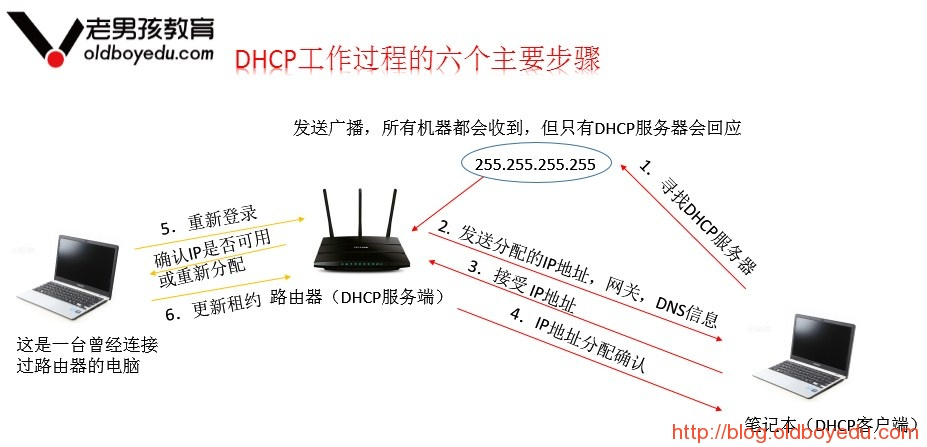 老男孩教育
oldboyedu.com
DHCP工作过程的六个主要步骤
发送广播，所有机器都会收到，但只有DHCP服务器会回应
255.255.255.255
1．寻找DHCP服务器
2．发送分配的IP地址，网关，DNS信息
3．接受 IP地址
4．IP地址分配确认
5．重新登录
确认IP是否可用
或重新分配
6．更新租约
路由器（DHCP服务端）
这是一台曾经连接
过路由器的电脑
笔记本（DHCP客户端）
http://blog.oldboyedu.com